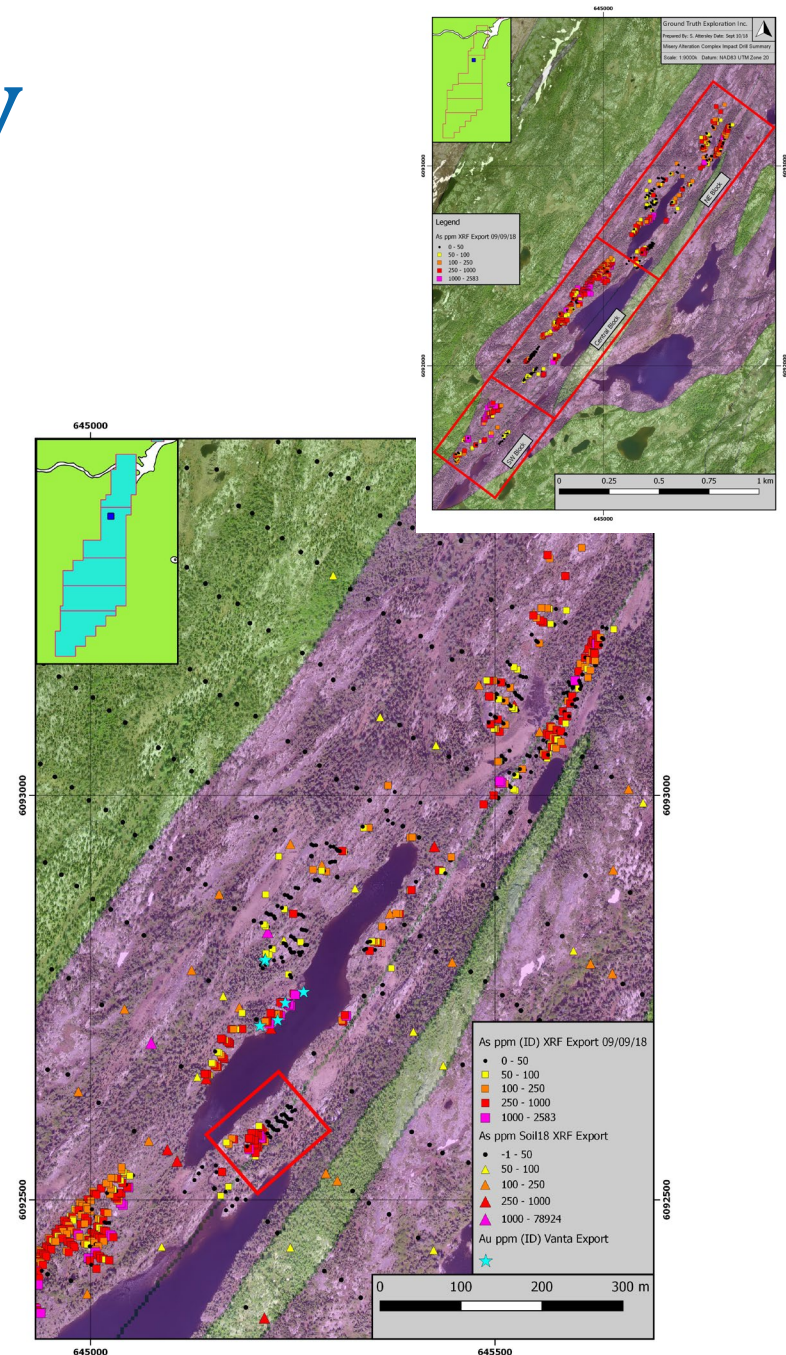 y
645000
Ground Truth Exploration Inc.
Prepared By: S. Attersley Date: Sept 10/18
Misery Alteration Complex Impact Drill Summary
Scale: 1:9000k Datum: NAD83 UTM Zone 20
6093000
6093000
NE Block
Legend
As ppm XRF Export 09/09/18
0 - 50
50 - 100
100 - 250
250 - 1000
1000 - 2583
Central Block
6092000
6092000
SW Block
0 0.25 0.5 0.75 1 km
645000
645000
6093000
6093000
As ppm (ID) XRF Export 09/09/18
0 - 50
50 - 100
100 - 250
250 - 1000
1000 - 2583
As ppm Soil18 XRF Export
-1 - 50
50 - 100
100 - 250
250 - 1000
1000 - 78924
Au ppm (ID) Vanta Export
6092500
6092500
0 100 200 300 m
645000
645500